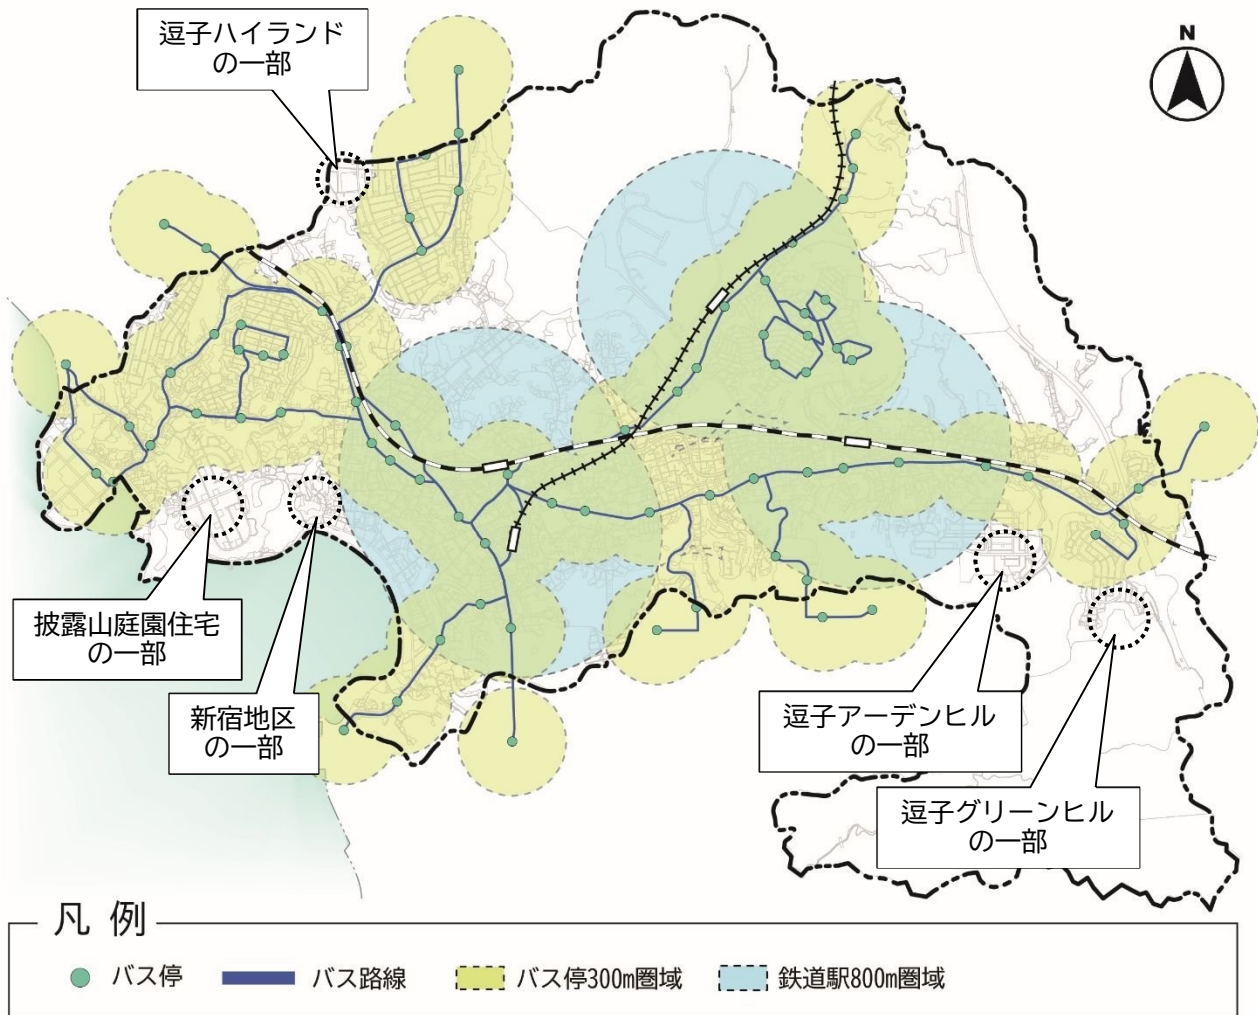 逗子ハイランド
の一部
N
披露山庭園住宅
の一部
新宿地区
の一部
逗子アーデンヒル
の一部
逗子グリーンヒル
の一部
凡 例
バス停
バス路線
バス停300m圏域
鉄道駅800m圏域